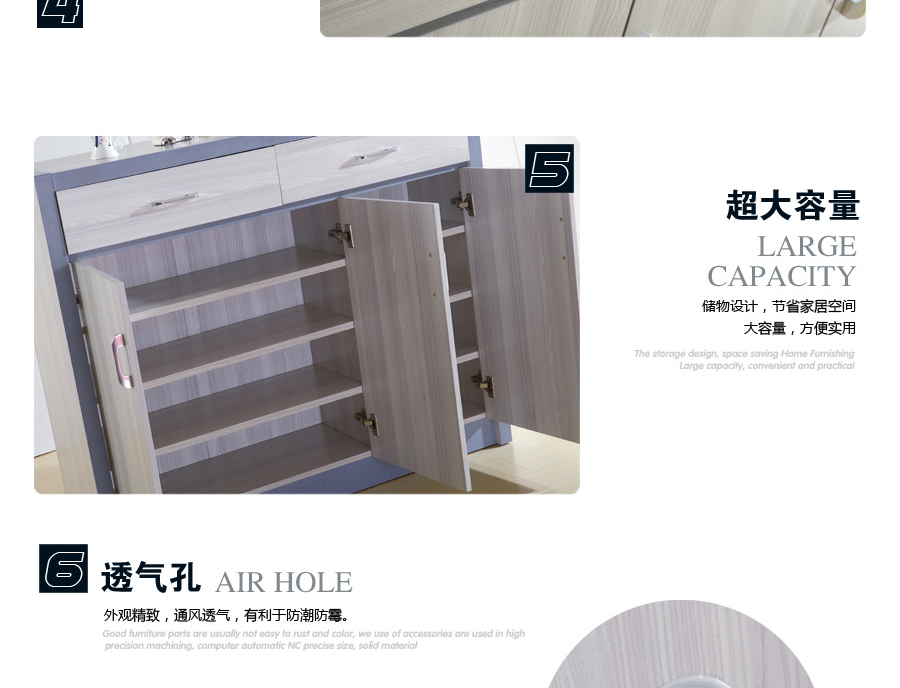 4
5
超大容量
LARGE
CAPACITY
储物设计，节省家居空间
大容量，方便实用
The storage design, space saving Home Furnishing
Large capacity, convenient and practical
6
透气孔 AIR HOLE
外观精致，通风透气，有利于防潮防霉。
Good furniture parts are usually not easy to rust and color, we use of accessories are used in high
precision machining, computer automatic NC precise size, solid material